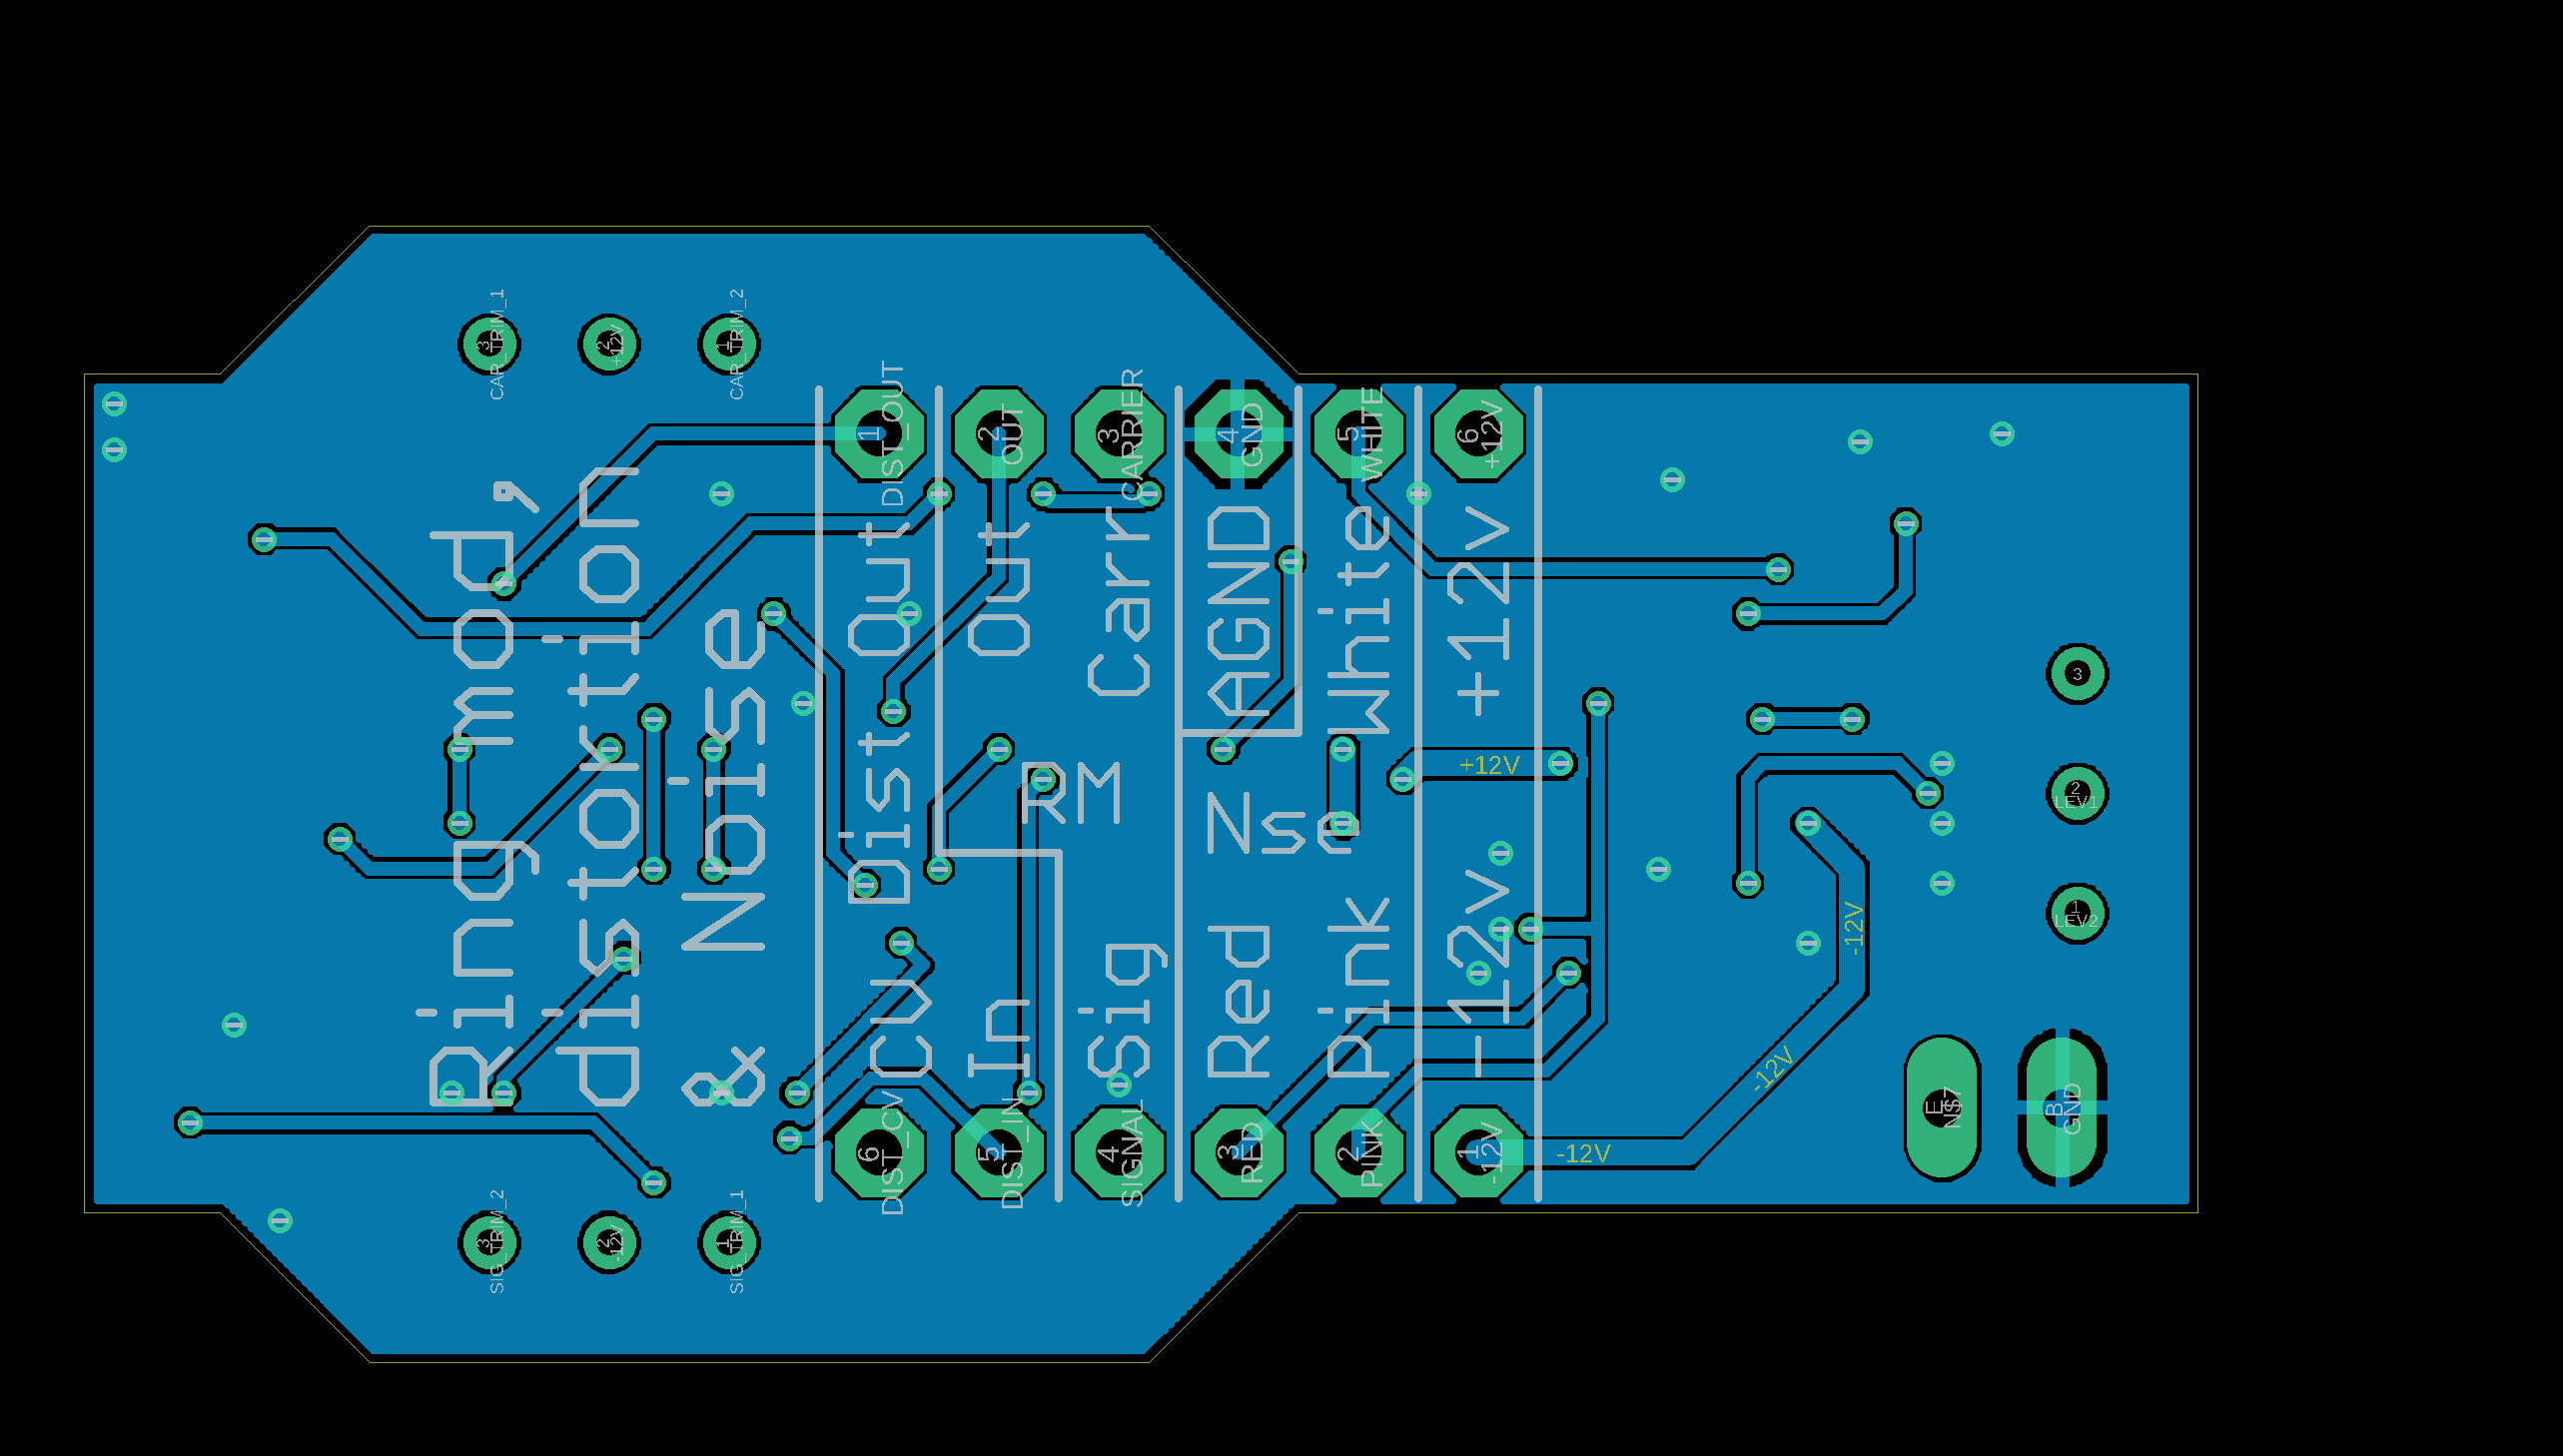 CAR_TRIM_1
3
+12V
2
CAR_TRIM_2
1
1
DIST_OUT
2
OUT
3
CARRIER
4
GND
5
WHITE
6
+12V
Ring mod,
distortion
& Noise
Dist Out
Out
Carr
AGND
White
+12v
RM
Nse
CV
In
Sig
Red
Pink
-12v
+12V
-12V
-12V
-12V
3
2
LEV1
1
LEV2
E
N$7
B
GND
6
DIST_CV
5
DIST_IN
4
SIGNAL
3
RED
2
PINK
1
-12V
3
SIG_TRIM_2
2
-12V
1
SIG_TRIM_1